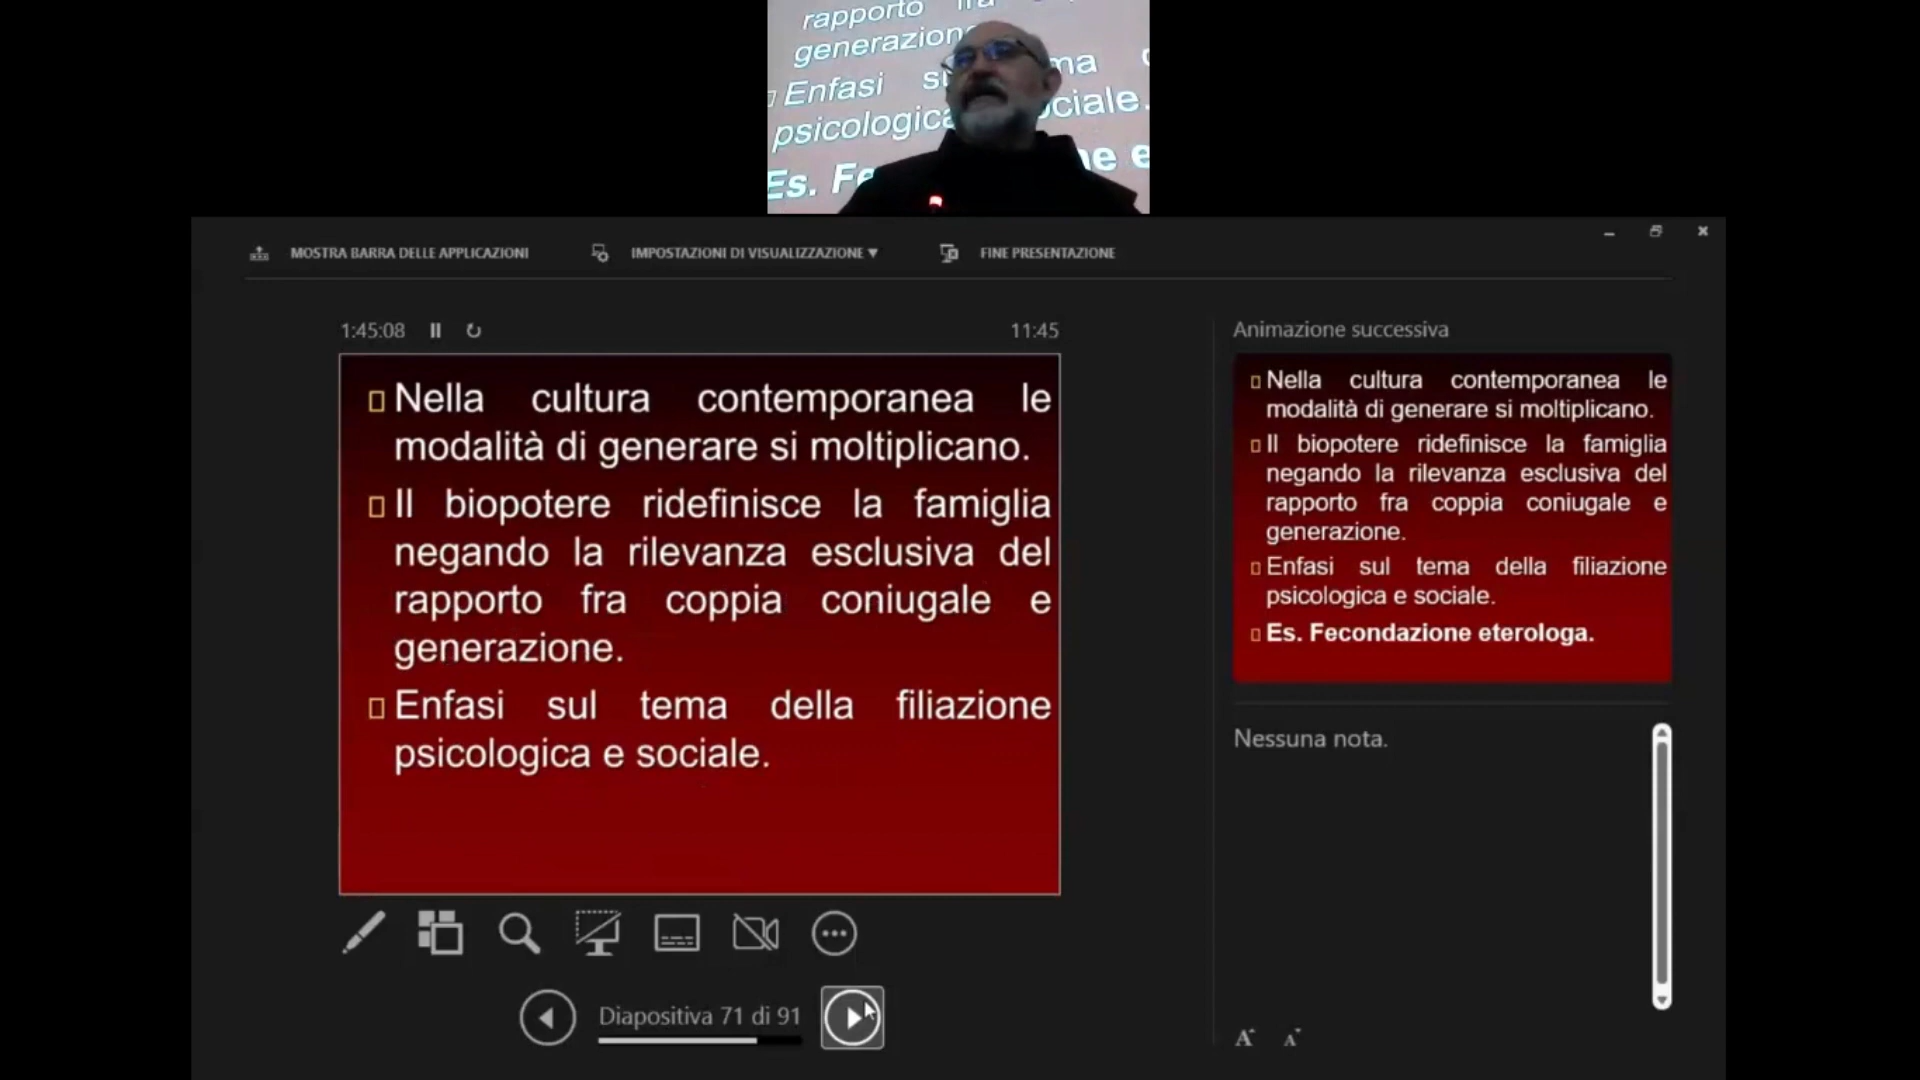 rapporto fra
generazione
Enfasi su ma
psicologica ciale.
Es. Fe ne e
MOSTRA BARRA DELLE APPLICAZIONI
IMPOSTAZIONI DI VISUALIZZAZIONE ▼
FINE PRESENTAZIONE
1:45:08
11:45
Nella cultura contemporanea le
modalità di generare si moltiplicano.
Il biopotere ridefinisce la famiglia
negando la rilevanza esclusiva del
rapporto fra coppia coniugale e
generazione.
Enfasi sul tema della filiazione
psicologica e sociale.
Animazione successiva
Nella cultura contemporanea le
modalità di generare si moltiplicano.
Il biopotere ridefinisce la famiglia
negando la rilevanza esclusiva del
rapporto fra coppia coniugale e
generazione.
Enfasi sul tema della filiazione
psicologica e sociale.
Es. Fecondazione eterologa.
Nessuna nota.
Diapositiva 71 di 91
A A